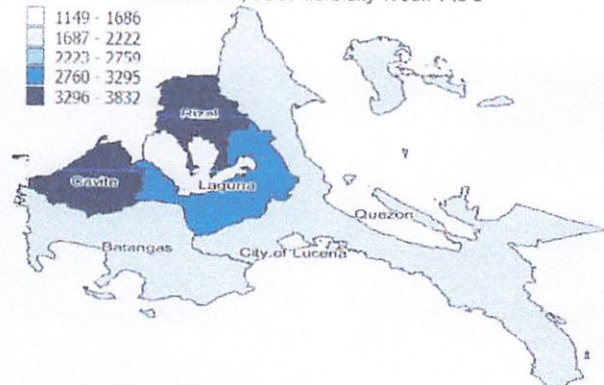 1149 - 1686
1687 - 2222
2223 - 2759
2760 - 3295
3296 - 3832
Rizal
Cavite
Laguna
Quezon
Batangas
City of Lucena